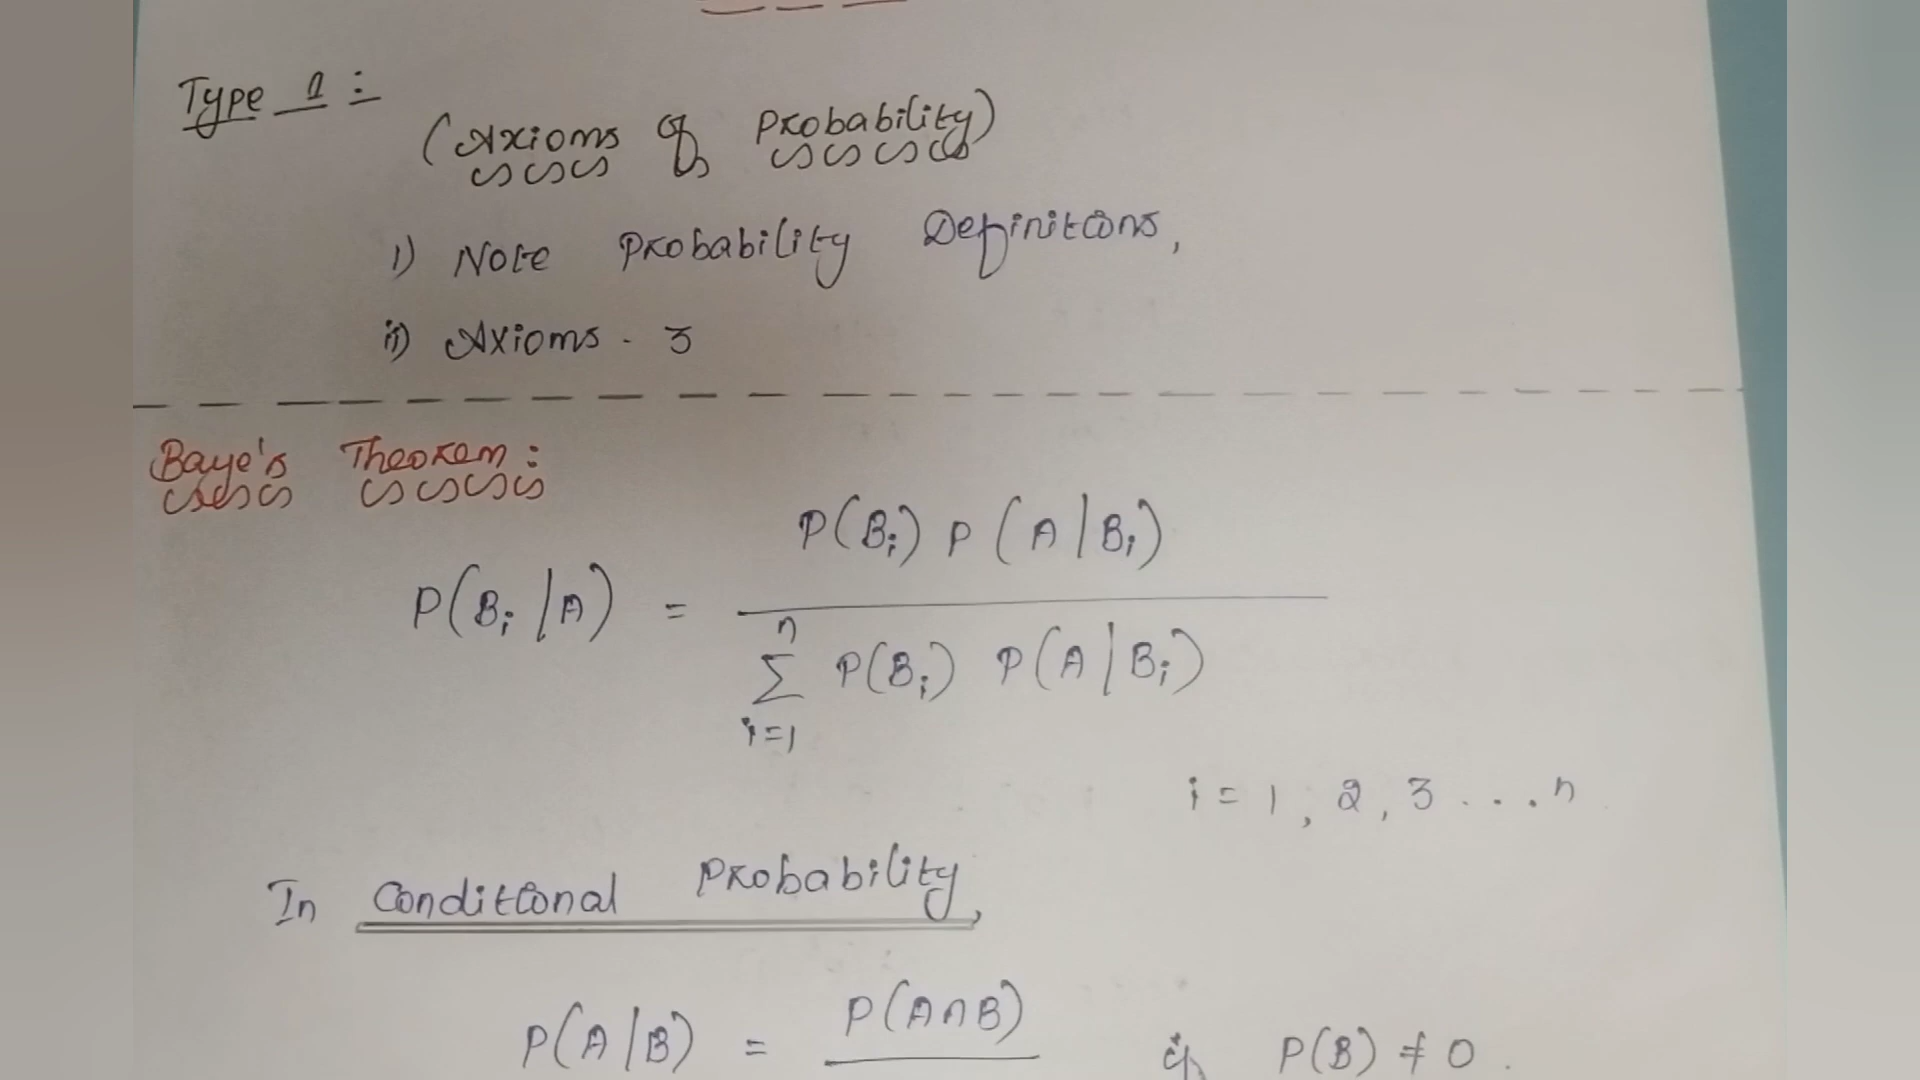 Type 1 :
(Axioms of Probability)
i) Note Probability Definitions,
ii) Axioms - 3
Baye's Theorem :
P(Bi) P(A|Bi)
P(Bi/A) =
n
Σ P(Bi) P(A/Bi)
i=1
i = 1, 2, 3 ... n
In Conditional Probability,
P(A∩B)
P(A/B) = if P(B) ≠ 0.